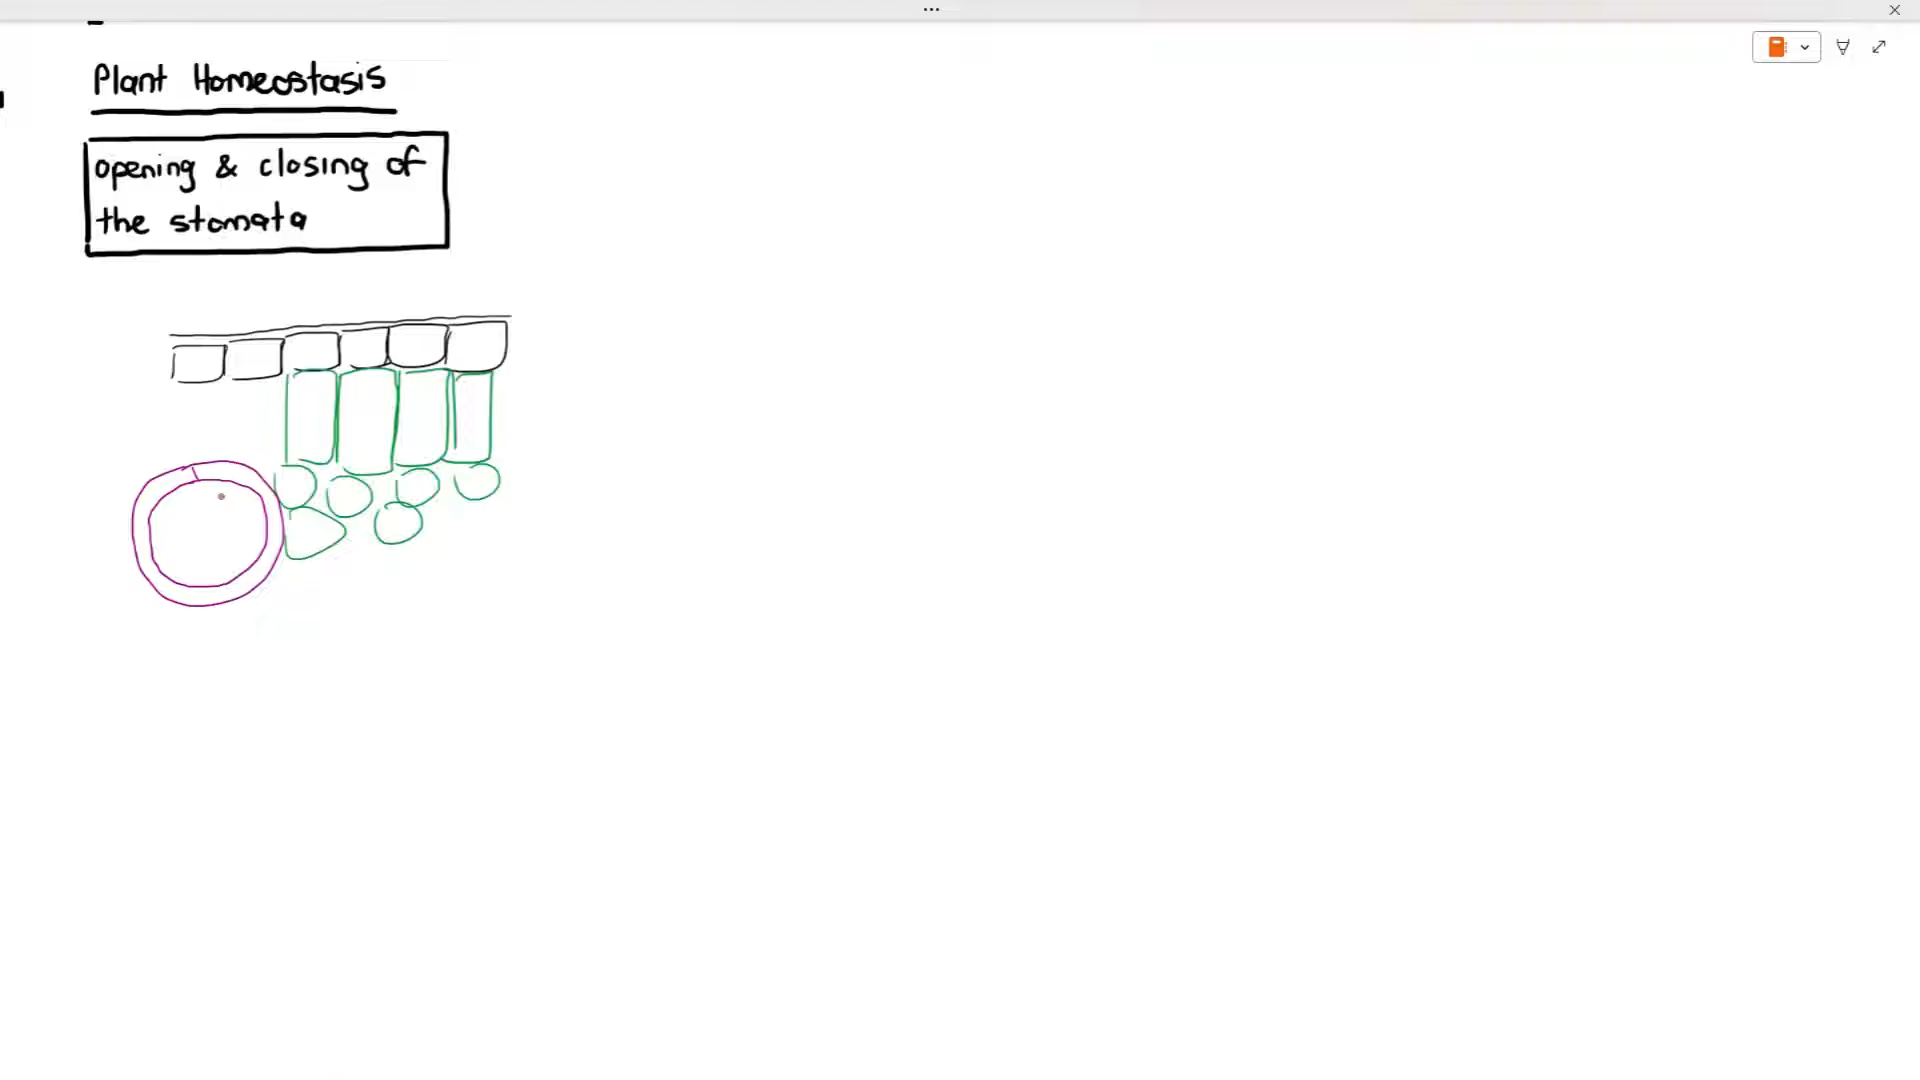 Plant Homeostasis
opening & closing of
the stomata